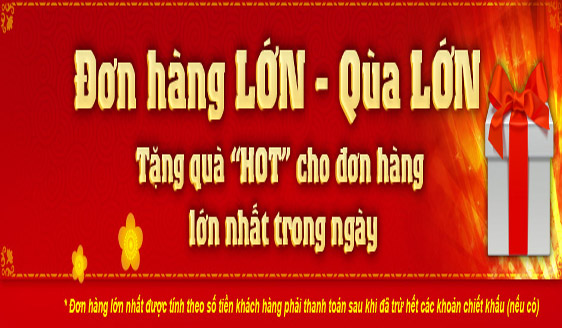 Đơn hàng LỚN - Qùa LỚN
Tặng quà “HOT” cho đơn hàng
lớn nhất trong ngày
* Đơn hàng lớn nhất được tính theo số tiền khách hàng phải thanh toán sau khi đã trừ hết các khoản chiết khấu (nếu có)